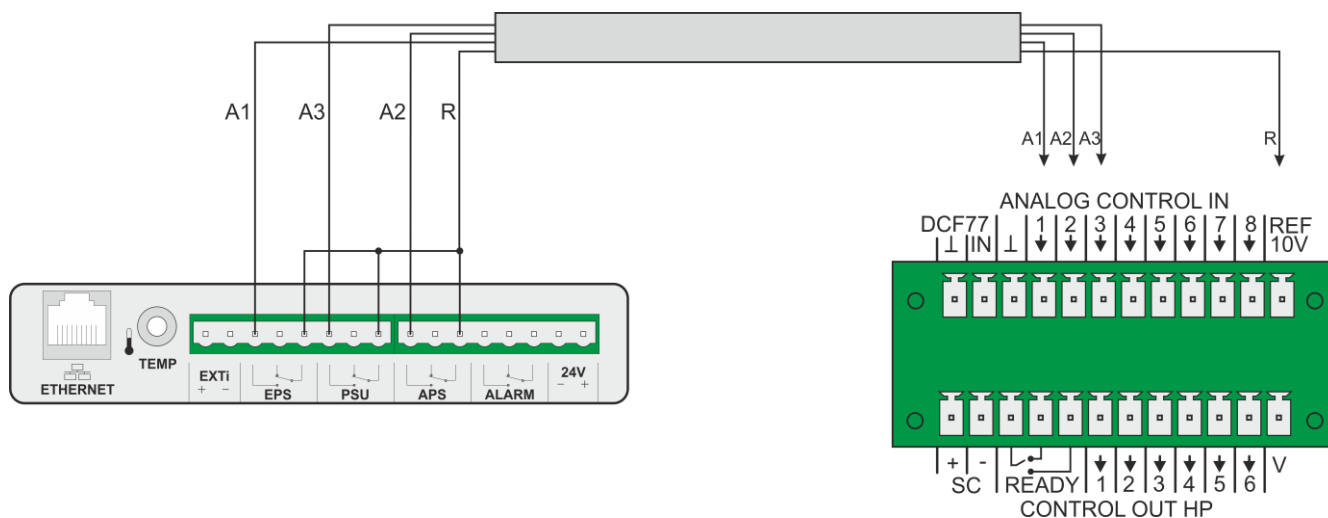 A1 A3 A2 R
A1 A2 A3 R
ANALOG CONTROL IN
DCF77 1 2 3 4 5 6 7 8 REF
⊥ IN ⊥ 10V
ETHERNET
TEMP
EXTi
+ -
EPS PSU APS ALARM
24V
- +
+ - 1 2 3 4 5 6 V
SC READY
CONTROL OUT HP